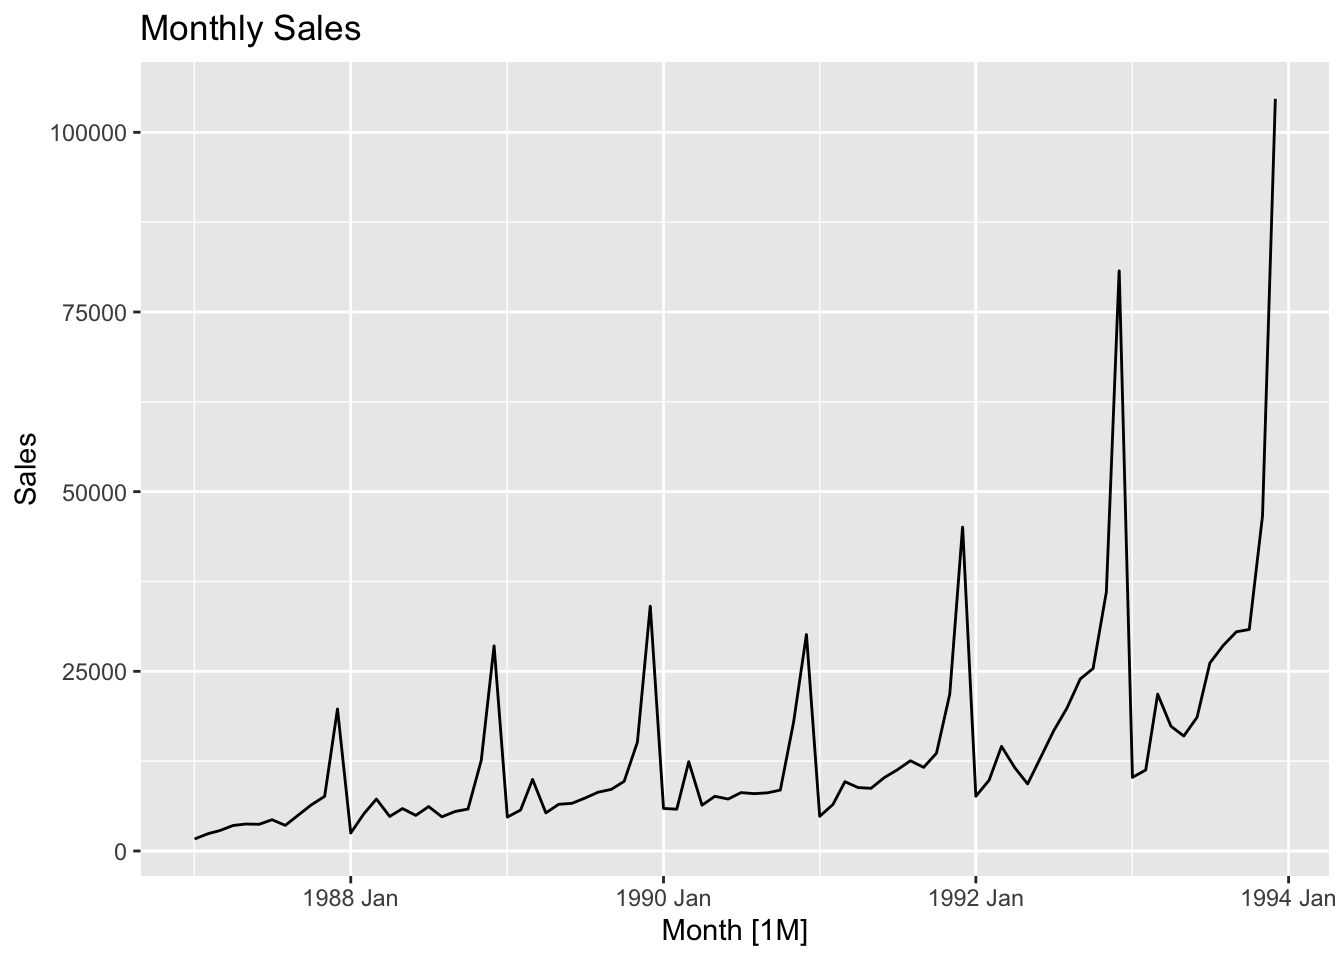 Monthly Sales
100000
75000
50000
25000
0
Sales
1988 Jan
1990 Jan
1992 Jan
1994 Jan
Month [1M]